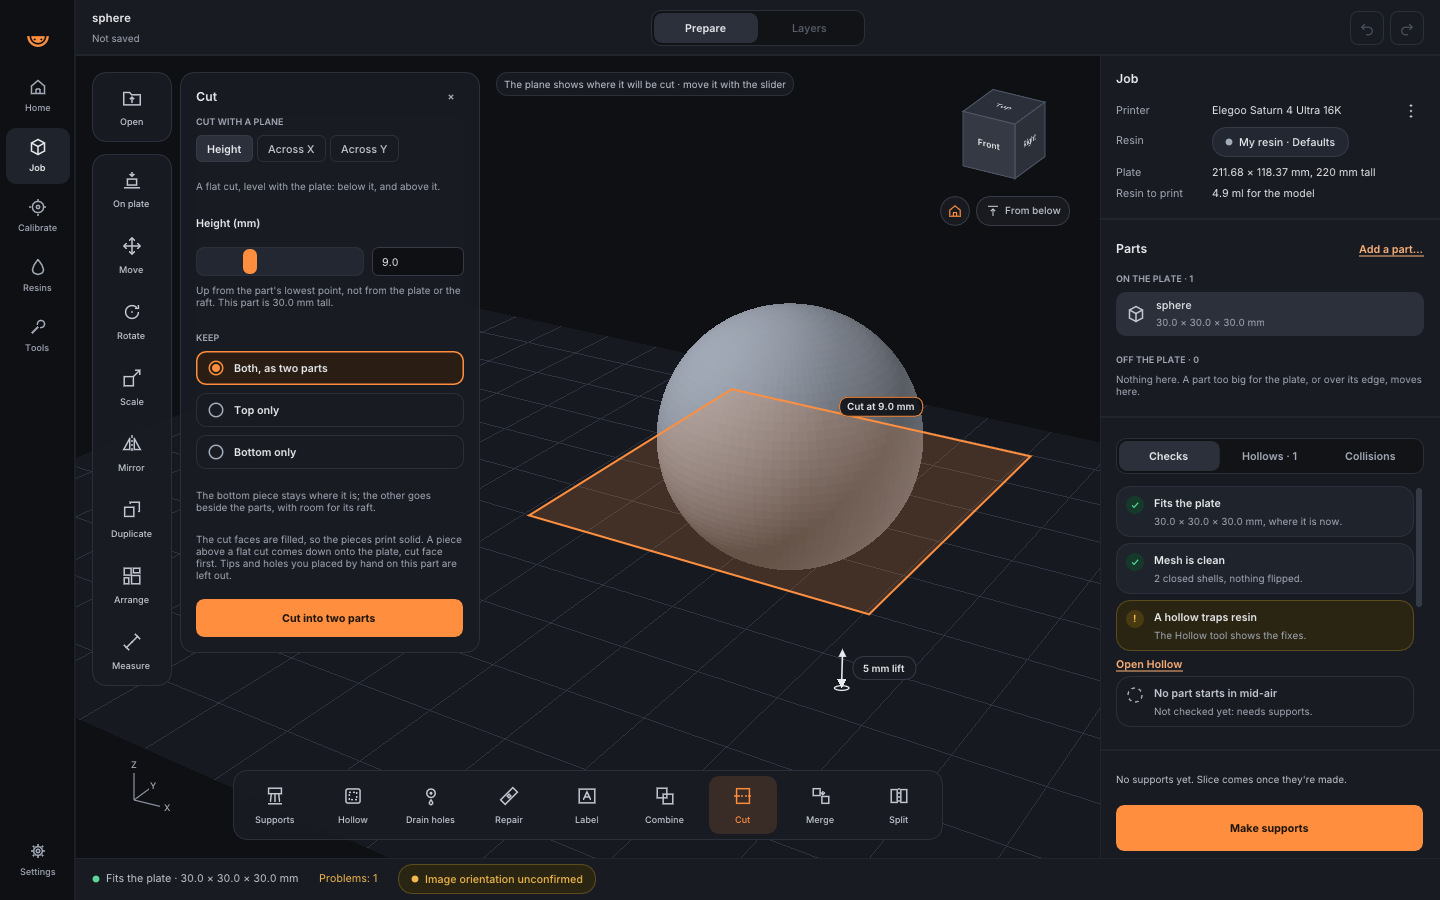 sphere
Not saved
Prepare
Layers
Home
Job
Calibrate
Resins
Tools
Settings
Open
On plate
Move
Rotate
Scale
Mirror
Duplicate
Arrange
Measure
Cut
×
CUT WITH A PLANE
Height
Across X
Across Y
A flat cut, level with the plate: below it, and above it.
Height (mm)
9.0
Up from the part's lowest point, not from the plate or the
raft. This part is 30.0 mm tall.
KEEP
Both, as two parts
Top only
Bottom only
The bottom piece stays where it is; the other goes
beside the parts, with room for its raft.
The cut faces are filled, so the pieces print solid. A piece
above a flat cut comes down onto the plate, cut face
first. Tips and holes you placed by hand on this part are
left out.
Cut into two parts
The plane shows where it will be cut · move it with the slider
Top
Front
Right
From below
Cut at 9.0 mm
5 mm lift
Z
Y
X
Supports
Hollow
Drain holes
Repair
Label
Combine
Cut
Merge
Split
Job
Printer
Elegoo Saturn 4 Ultra 16K
Resin
My resin · Defaults
Plate
211.68 × 118.37 mm, 220 mm tall
Resin to print
4.9 ml for the model
Parts
Add a part...
ON THE PLATE · 1
sphere
30.0 × 30.0 × 30.0 mm
OFF THE PLATE · 0
Nothing here. A part too big for the plate, or over its edge, moves
here.
Checks
Hollows · 1
Collisions
Fits the plate
30.0 × 30.0 × 30.0 mm, where it is now.
Mesh is clean
2 closed shells, nothing flipped.
A hollow traps resin
The Hollow tool shows the fixes.
Open Hollow
No part starts in mid-air
Not checked yet: needs supports.
No supports yet. Slice comes once they're made.
Make supports
Fits the plate · 30.0 × 30.0 × 30.0 mm
Problems: 1
Image orientation unconfirmed